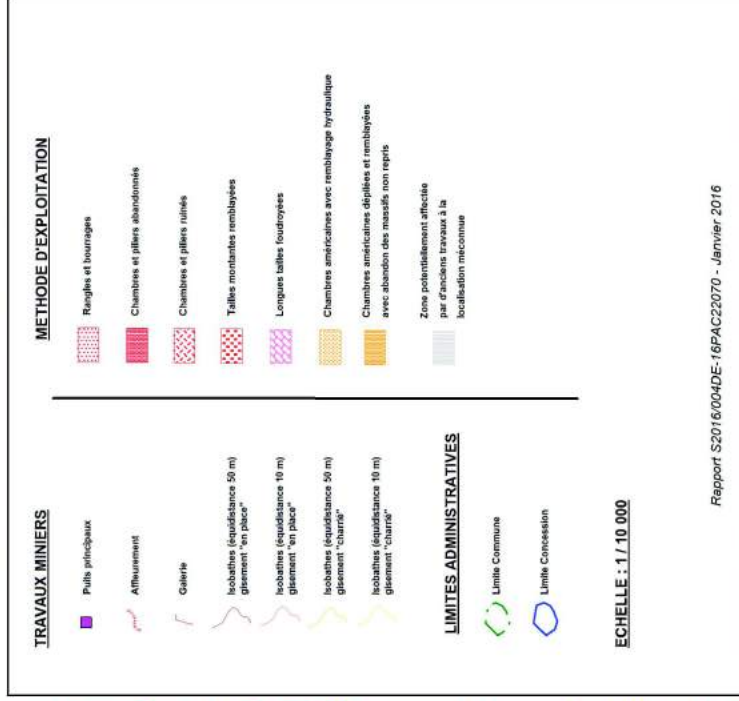 TRAVAUX MINIERS
Puits principaux
Affleurement
Galerie
Isobathes (équidistance 50 m)
gisement "en place"
Isobathes (équidistance 10 m)
gisement "en place"
Isobathes (équidistance 50 m)
gisement "charrié"
Isobathes (équidistance 10 m)
gisement "charrié"
LIMITES ADMINISTRATIVES
Limite Commune
Limite Concession
ECHELLE : 1 / 10 000
METHODE D'EXPLOITATION
Rangles et bourrages
Chambres et piliers abandonnés
Chambres et piliers ruinés
Tailles montantes remblayées
Longues tailles foudroyées
Chambres américaines avec remblayage hydraulique
Chambres américaines dépilées et remblayées
avec abandon des massifs non repris
Zone potentiellement affectée
par d'anciens travaux à la
localisation méconnue
Rapport S2016/004DE-16PAC22070 - Janvier 2016